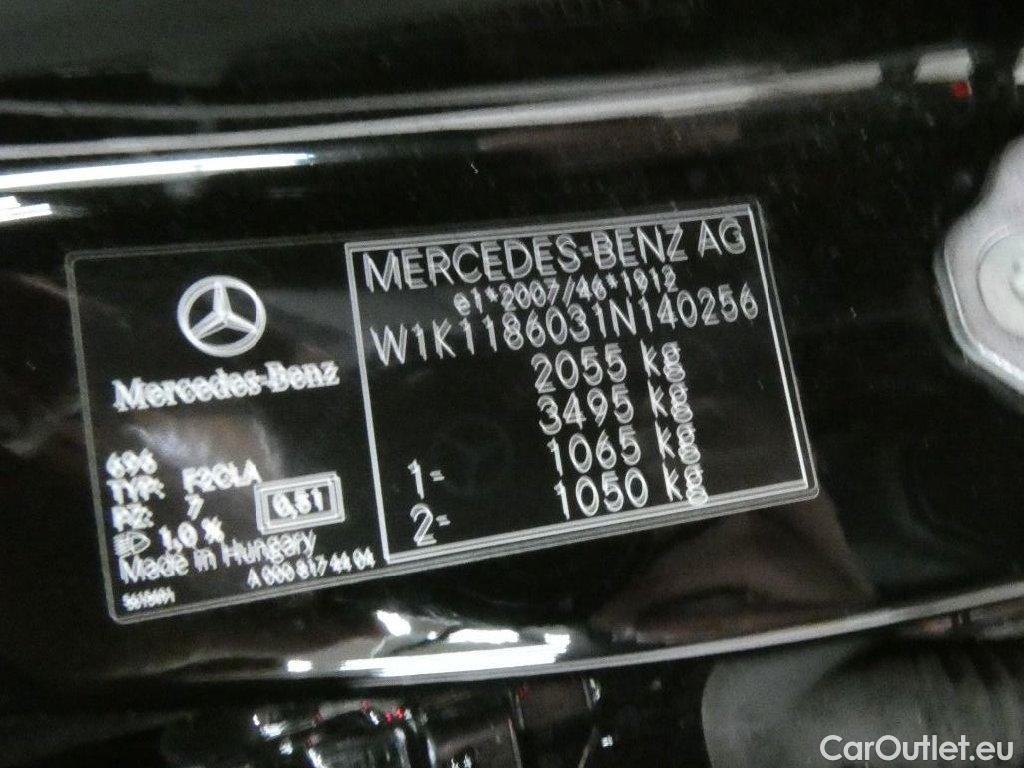 MERCEDES-BENZ AG
e1*2007/46*1912
W1K1186031N140256
2055 kg
3495 kg
1= 1065 kg
2= 1050 kg
Mercedes-Benz
696
TYP: F2CLA
PZ: 7
0,51
1,0 %
Made in Hungary
A 000 817 44 04
CarOutlet.eu